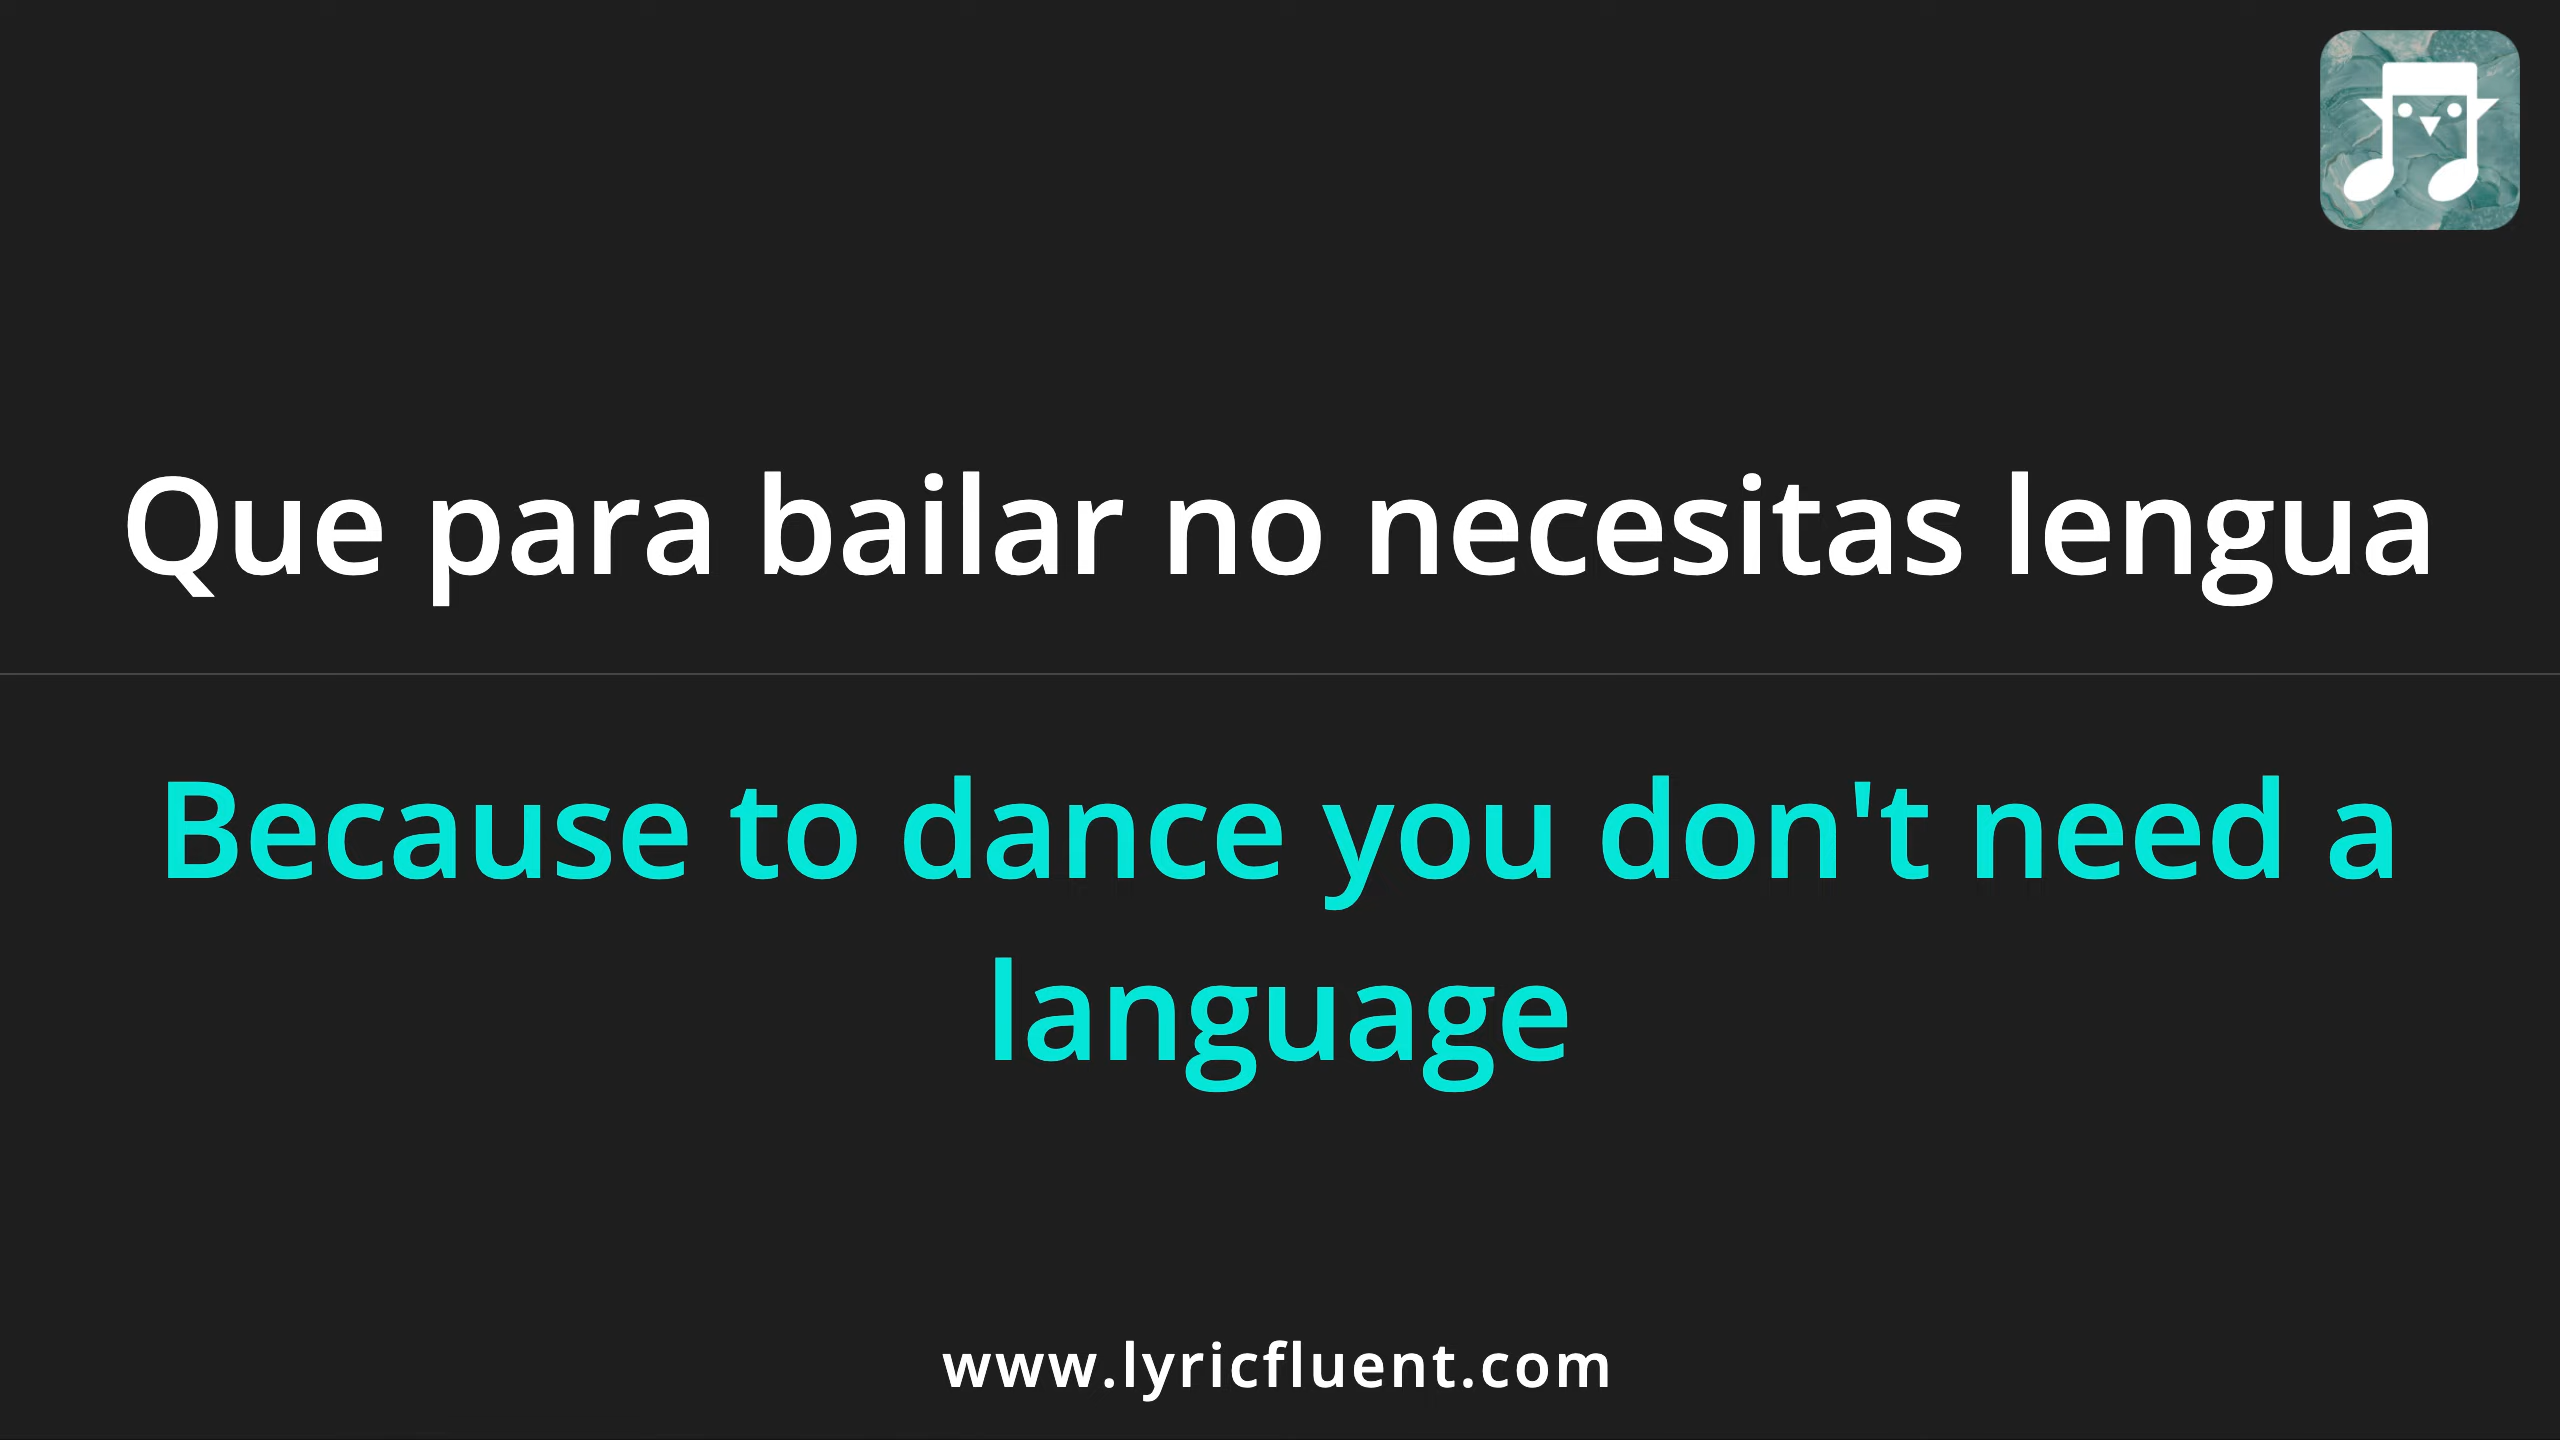 Que para bailar no necesitas lengua
Because to dance you don't need a
language
www.lyricfluent.com